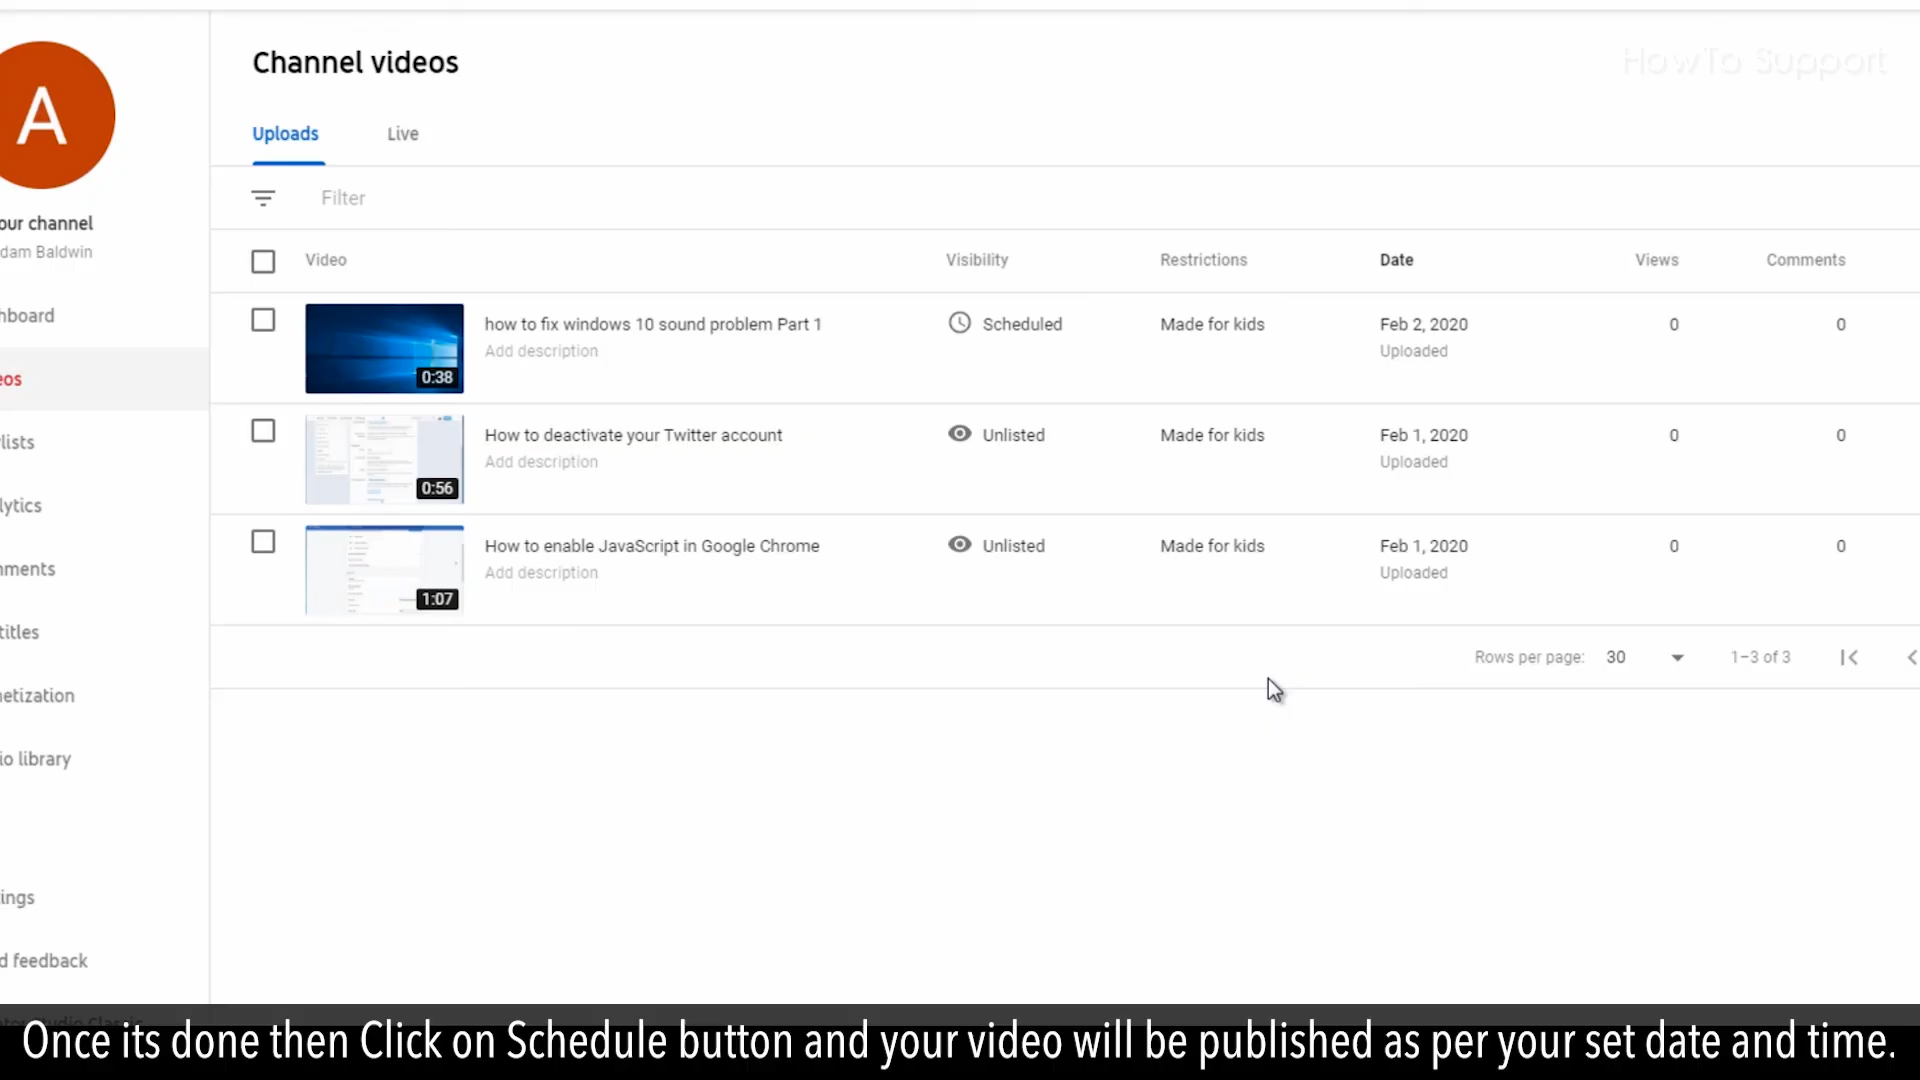 Channel videos
HowTo Support
A
Uploads
Live
Filter
our channel
dam Baldwin
Video
Visibility
Restrictions
Date
Views
Comments
hboard
how to fix windows 10 sound problem Part 1
Scheduled
Made for kids
Feb 2, 2020
0
0
Add description
Uploaded
0:38
eos
How to deactivate your Twitter account
Unlisted
Made for kids
Feb 1, 2020
0
0
lists
Add description
Uploaded
0:56
lytics
How to enable JavaScript in Google Chrome
Unlisted
Made for kids
Feb 1, 2020
0
0
Add description
Uploaded
nments
1:07
titles
Rows per page:
30
1–3 of 3
netization
io library
ings
d feedback
Once its done then Click on Schedule button and your video will be published as per your set date and time.